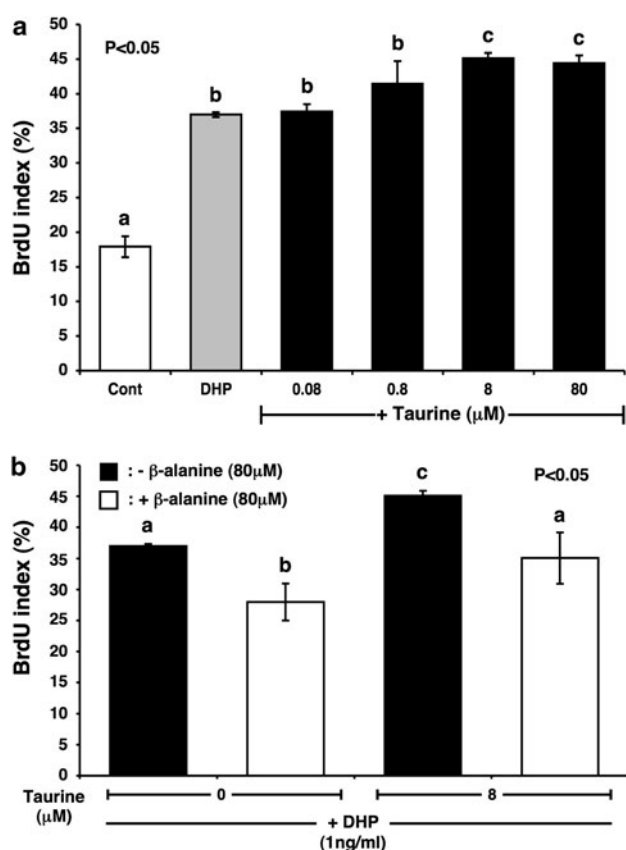 a
P<0.05
BrdU index (%)
50
45
40
35
30
25
20
15
10
5
0
a
b
b
b
c
c
Cont
DHP
0.08
0.8
8
80
+ Taurine (μM)
b
: - β-alanine (80μM)
: + β-alanine (80μM)
P<0.05
BrdU index (%)
50
45
40
35
30
25
20
15
10
5
0
a
b
c
a
Taurine
(μM)
0
8
+ DHP
(1ng/ml)